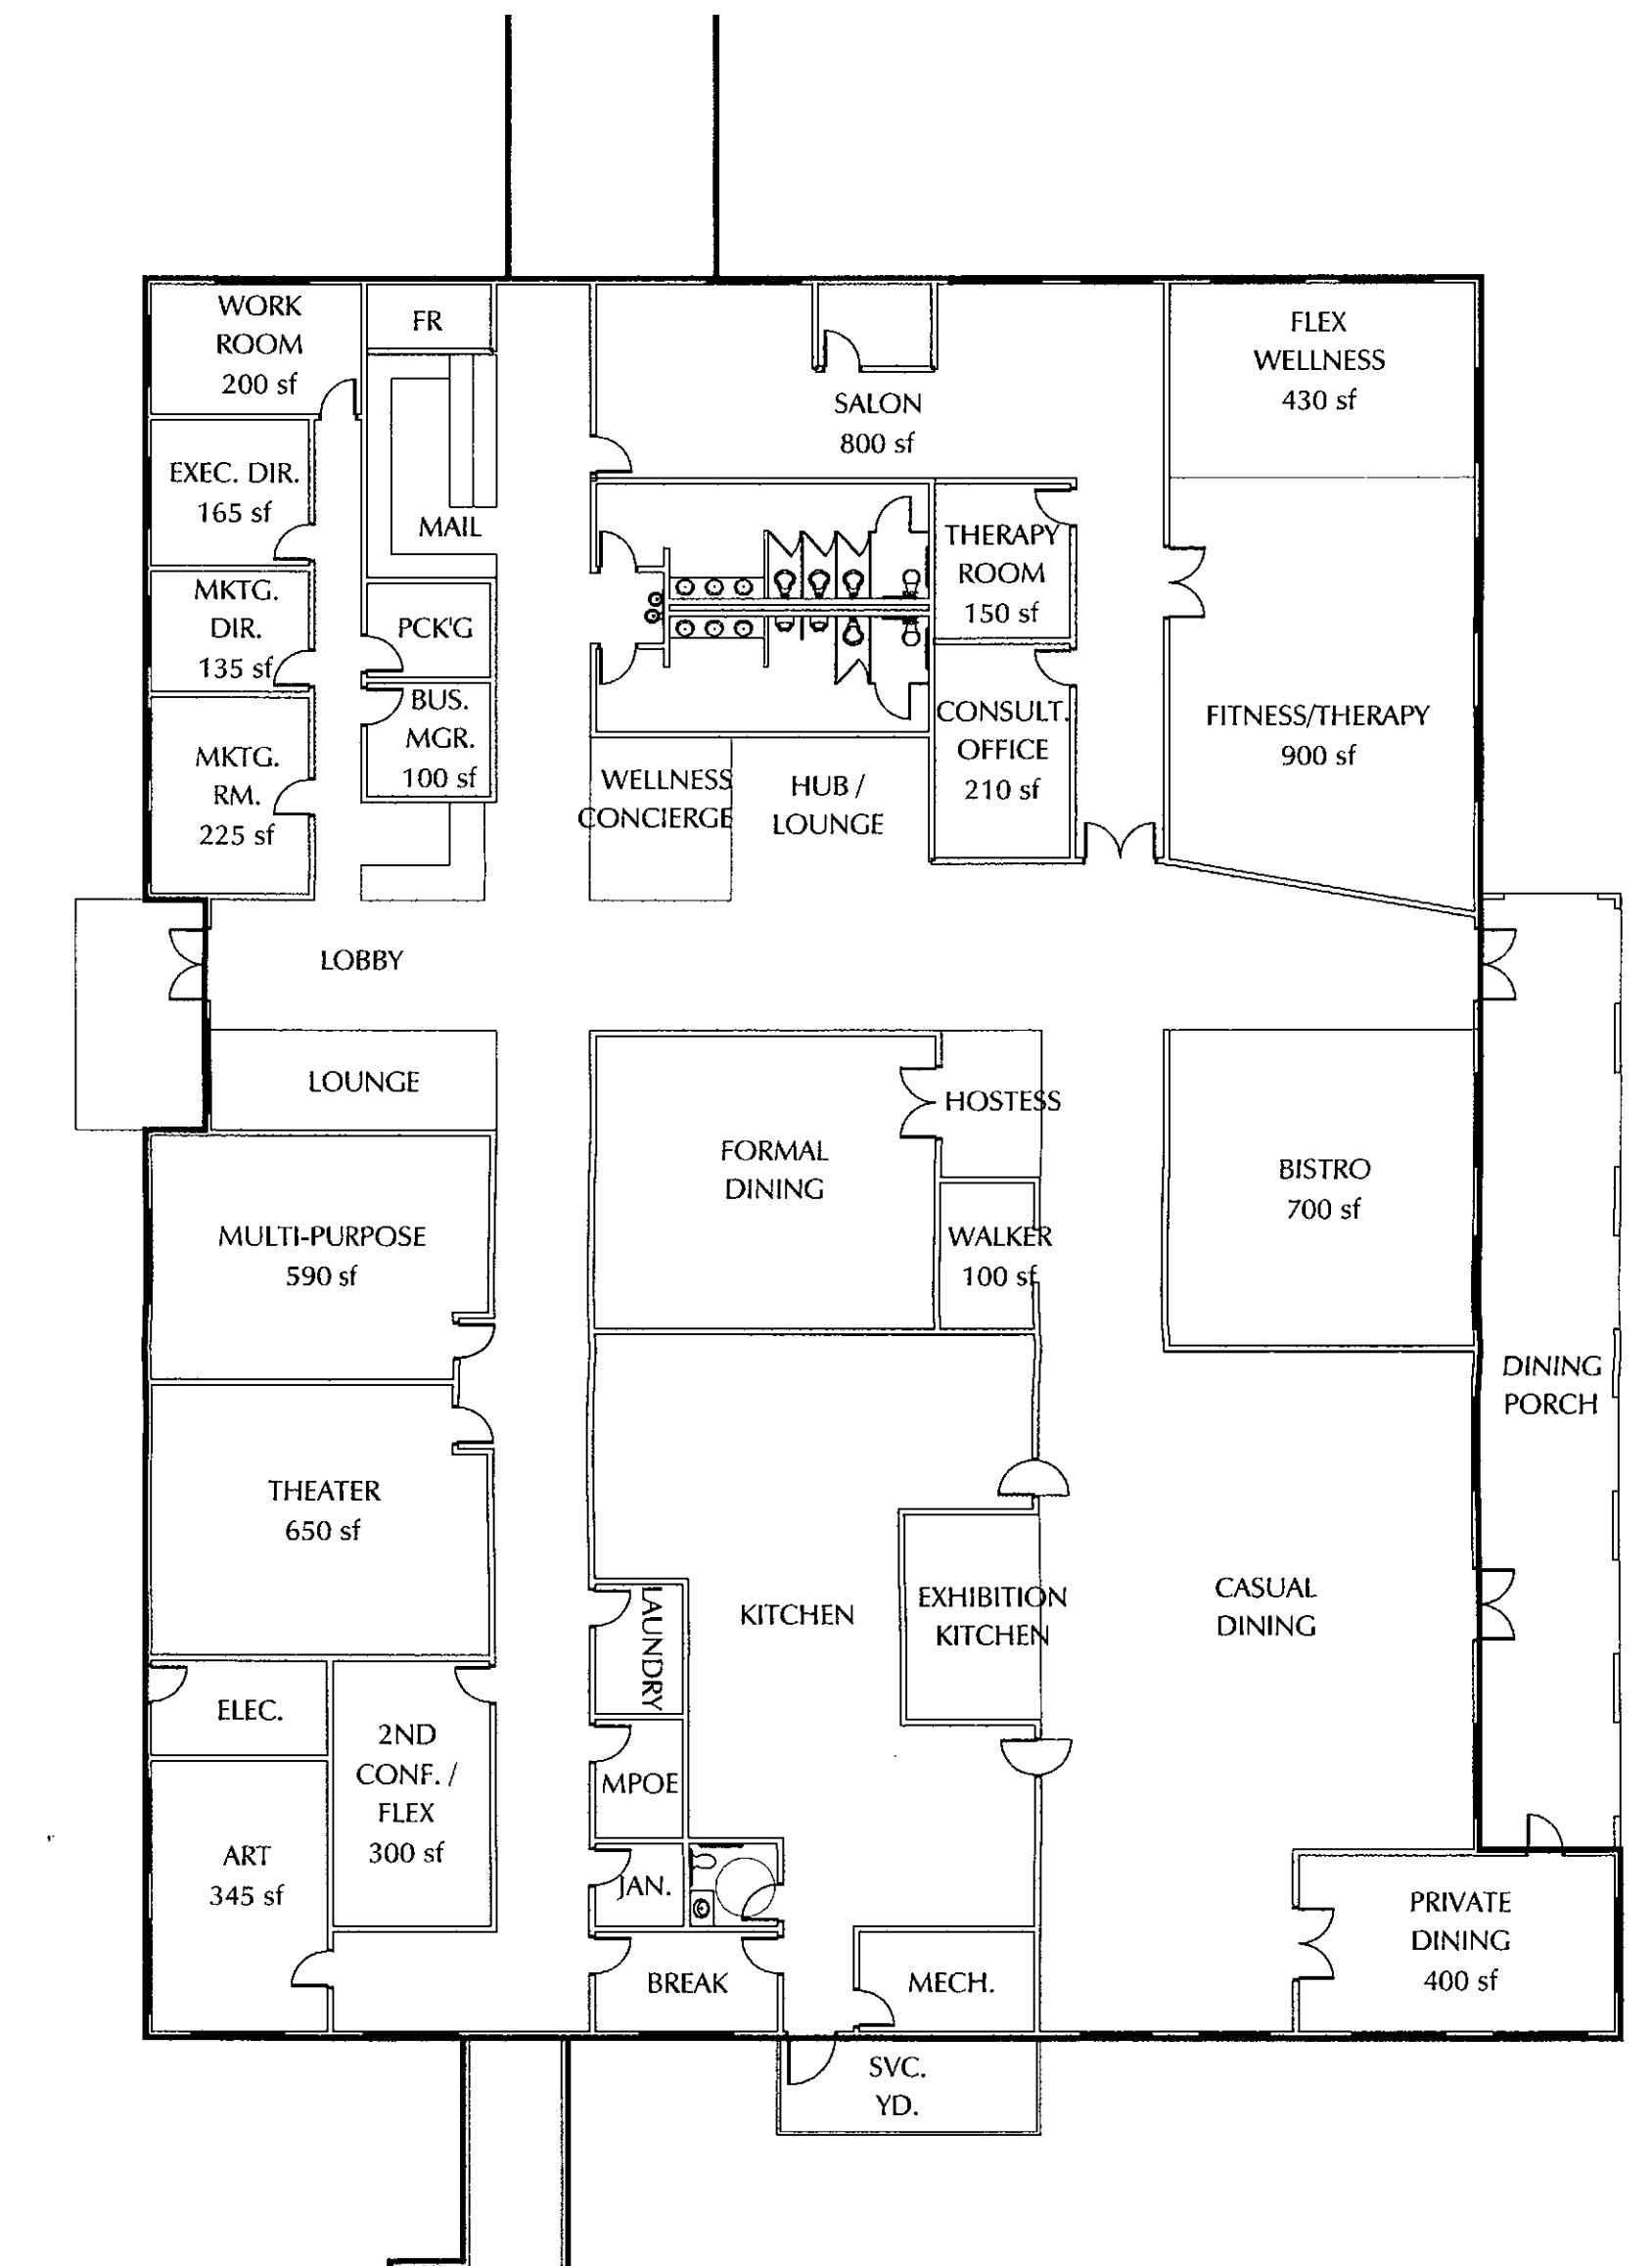 WORK
ROOM
200 sf
FR
FLEX
WELLNESS
430 sf
SALON
800 sf
EXEC. DIR.
165 sf
MAIL
THERAPY
ROOM
150 sf
MKTG.
DIR.
135 sf
PCK'G
BUS.
MGR.
100 sf
CONSULT.
OFFICE
210 sf
FITNESS/THERAPY
900 sf
MKTG.
RM.
225 sf
WELLNESS
CONCIERGE
HUB /
LOUNGE
LOBBY
LOUNGE
HOSTESS
FORMAL
DINING
BISTRO
700 sf
MULTI-PURPOSE
590 sf
WALKER
100 sf
DINING
PORCH
THEATER
650 sf
LAUNDRY
KITCHEN
EXHIBITION
KITCHEN
CASUAL
DINING
ELEC.
2ND
CONF. /
FLEX
300 sf
MPOE
ART
345 sf
JAN.
PRIVATE
DINING
400 sf
BREAK
MECH.
SVC.
YD.